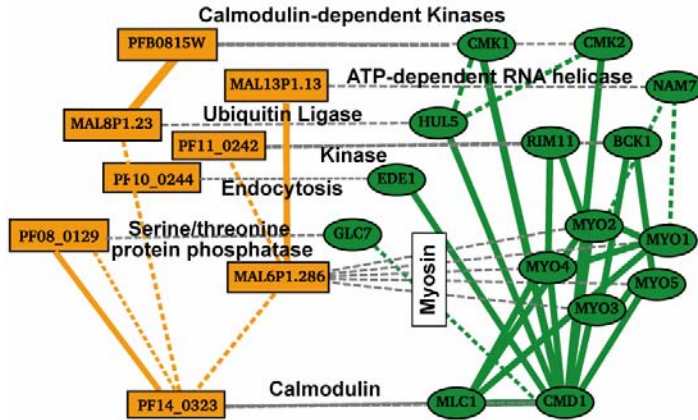 Calmodulin-dependent Kinases
PFB0815W
CMK1
CMK2
MAL13P1.13
ATP-dependent RNA helicase
NAM7
MAL8P1.23
Ubiquitin Ligase
HUL5
PF11_0242
Kinase
RIM11
BCK1
PF10_0244
Endocytosis
EDE1
PF08_0129
Serine/threonine
protein phosphatase
GLC7
MYO2
MYO1
MAL6P1.286
Myosin
MYO4
MYO5
MYO3
PF14_0323
Calmodulin
MLC1
CMD1